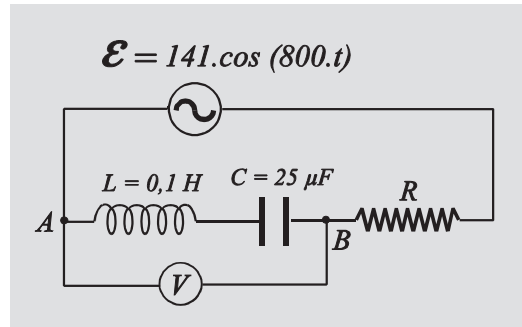 ℰ = 141.cos (800.t)
L = 0,1 H
C = 25 μF
R
A
B
V